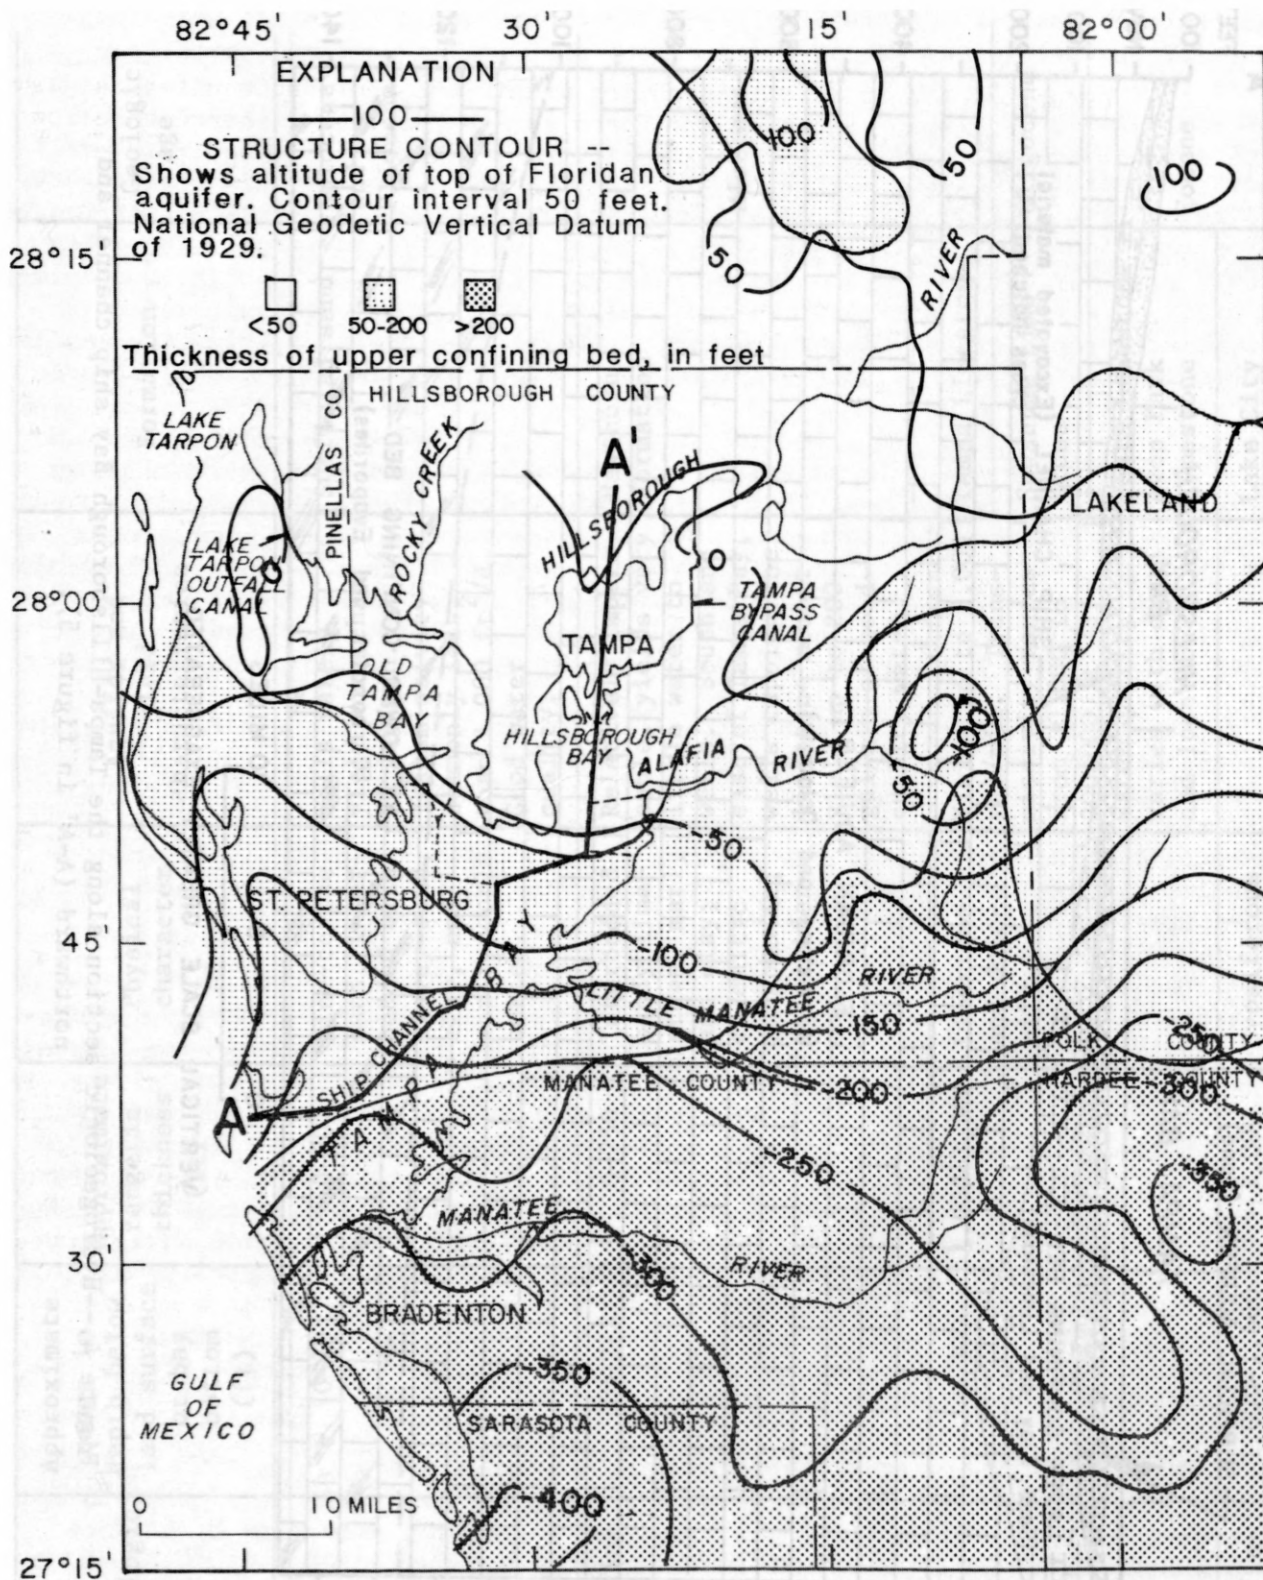 82°45'
30'
15'
82°00'
EXPLANATION
100
STRUCTURE CONTOUR --
Shows altitude of top of Floridan
aquifer. Contour interval 50 feet.
National Geodetic Vertical Datum
of 1929.
<50 50-200 >200
Thickness of upper confining bed, in feet
100
50
50
100
RIVER
28°15'
HILLSBOROUGH COUNTY
PINELLAS CO
LAKE
TARPON
ROCKY CREEK
A'
HILLSBOROUGH
LAKELAND
LAKE
TARPON
OUTFALL
CANAL
0
0
28°00'
TAMPA
BYPASS
CANAL
TAMPA
OLD
TAMPA
BAY
HILLSBOROUGH
BAY
ALAFIA
RIVER
-50
-100
-50
-50
ST. PETERSBURG
45'
-100
RIVER
LITTLE MANATEE
-150
SHIP CHANNEL
TAMPA BAY
-250
POLK COUNTY
MANATEE COUNTY
-200
HARDEE COUNTY
-300
A
-250
-350
MANATEE
RIVER
30'
-300
BRADENTON
-350
GULF
OF
MEXICO
SARASOTA COUNTY
-400
0 10 MILES
27°15'